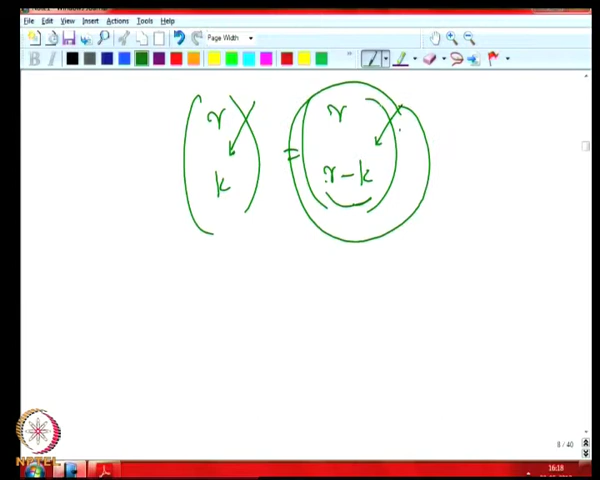 File Edit View Insert Actions Tools Help
Page Width
B I
( r ) = ( r )
( k ) ( r - k )
8 / 40
NPTEL
16:18